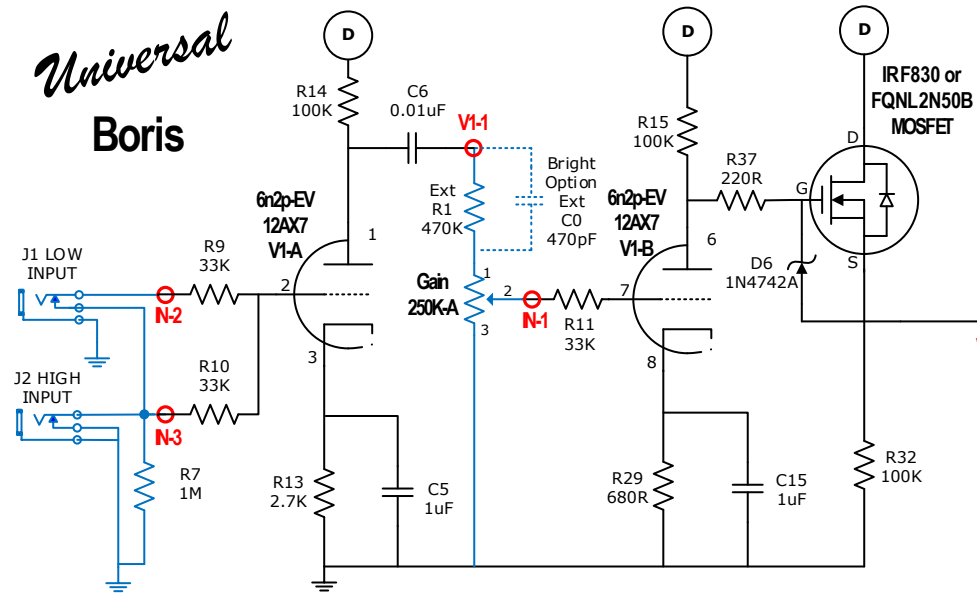 Universal
Boris
D
D
D
R14
100K
C6
0.01uF
V1-1
Bright
Option
Ext
C0
470pF
Ext
R1
470K
6n2p-EV
12AX7
V1-A
1
2
3
J1 LOW
INPUT
IN-2
R9
33K
J2 HIGH
INPUT
IN-3
R10
33K
R7
1M
R13
2.7K
C5
1uF
Gain
250K-A
1
2
3
IN-1
R11
33K
R15
100K
6n2p-EV
12AX7
V1-B
6
7
8
R29
680R
C15
1uF
R37
220R
IRF830 or
FQNL2N50B
MOSFET
D
G
S
D6
1N4742A
R32
100K